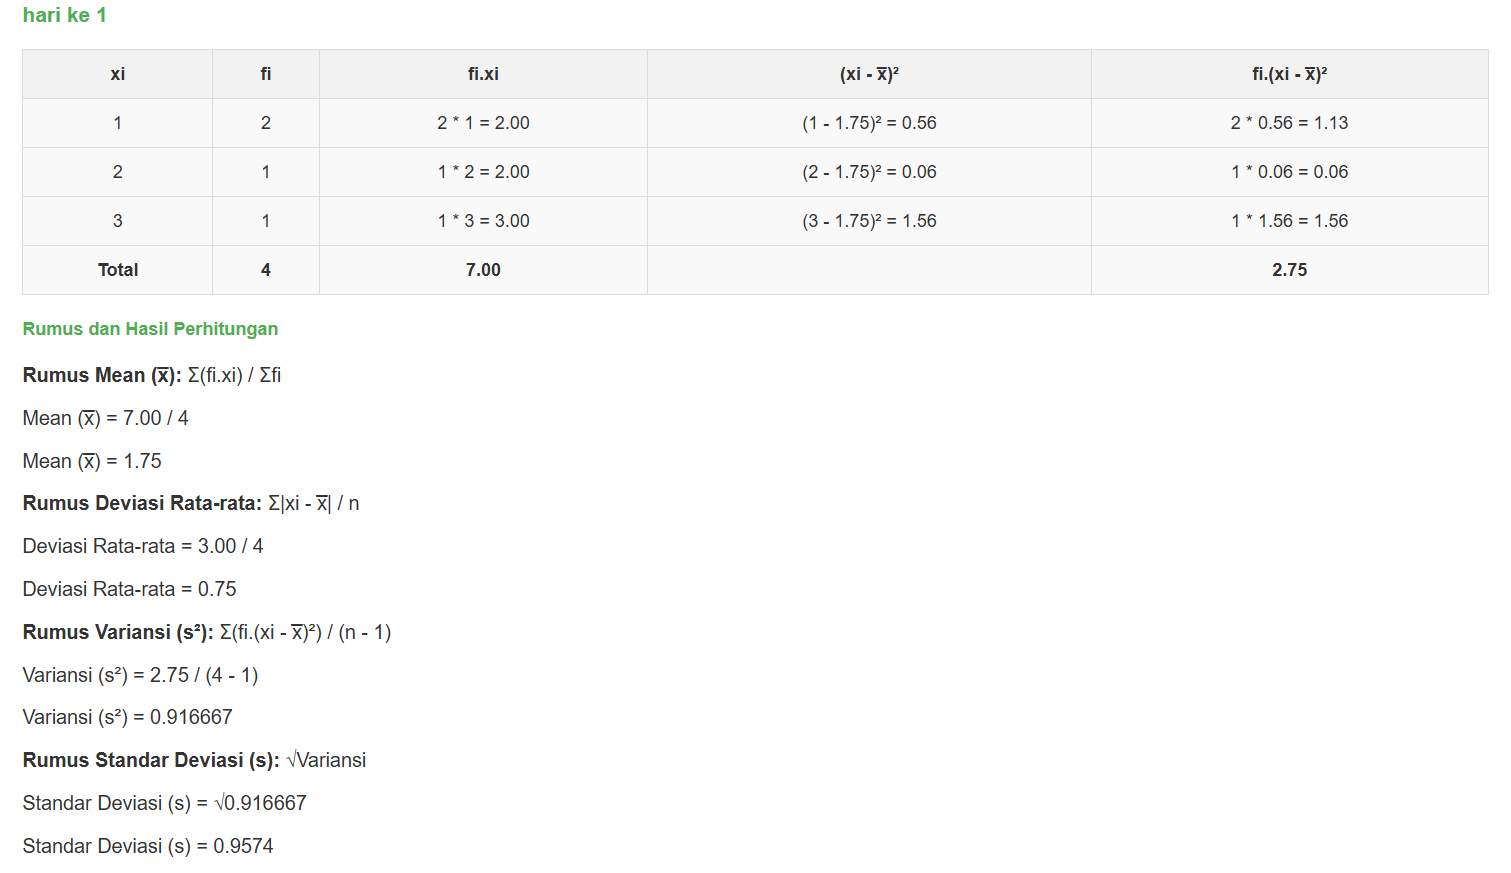 hari ke 1
xi fi fi.xi (xi - x̅)² fi.(xi - x̅)²
1 2 2 * 1 = 2.00 (1 - 1.75)² = 0.56 2 * 0.56 = 1.13
2 1 1 * 2 = 2.00 (2 - 1.75)² = 0.06 1 * 0.06 = 0.06
3 1 1 * 3 = 3.00 (3 - 1.75)² = 1.56 1 * 1.56 = 1.56
Total 4 7.00 2.75
Rumus dan Hasil Perhitungan
Rumus Mean (x̅): Σ(fi.xi) / Σfi
Mean (x̅) = 7.00 / 4
Mean (x̅) = 1.75
Rumus Deviasi Rata-rata: Σ|xi - x̅| / n
Deviasi Rata-rata = 3.00 / 4
Deviasi Rata-rata = 0.75
Rumus Variansi (s²): Σ(fi.(xi - x̅)²) / (n - 1)
Variansi (s²) = 2.75 / (4 - 1)
Variansi (s²) = 0.916667
Rumus Standar Deviasi (s): √Variansi
Standar Deviasi (s) = √0.916667
Standar Deviasi (s) = 0.9574